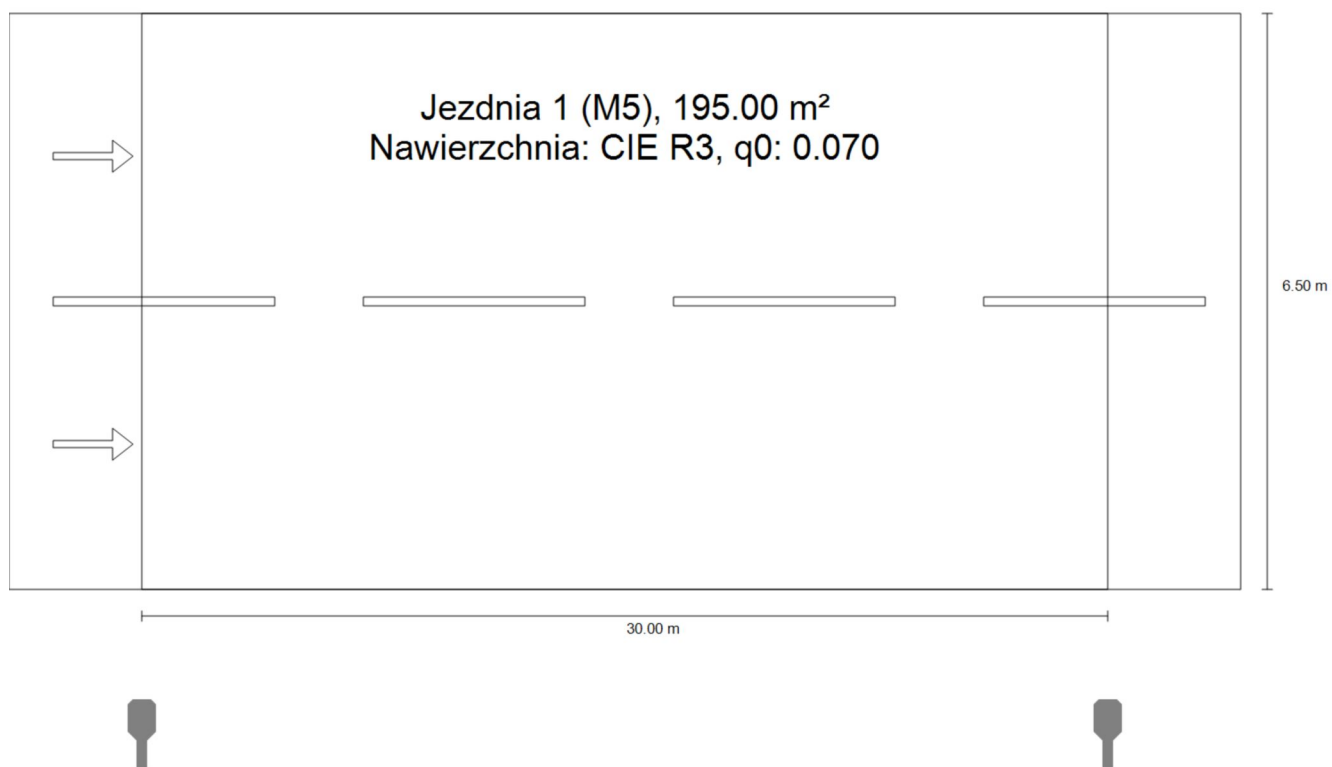 Jezdnia 1 (M5), 195.00 m²
Nawierzchnia: CIE R3, q0: 0.070
6.50 m
30.00 m